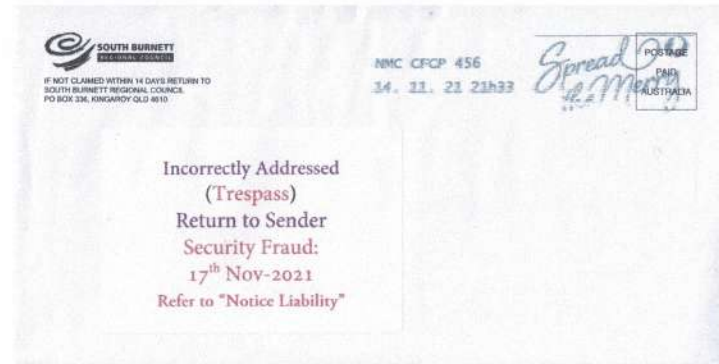 SOUTH BURNETT
REGIONAL COUNCIL
IF NOT CLAIMED WITHIN 14 DAYS RETURN TO
SOUTH BURNETT REGIONAL COUNCIL
PO BOX 336, KINGAROY QLD 4610
NMC CFCP 456
14. 11. 21 21h33
Spread
the Merry
POSTAGE
PAID
AUSTRALIA
Incorrectly Addressed
(Trespass)
Return to Sender
Security Fraud:
17th Nov-2021
Refer to “Notice Liability”